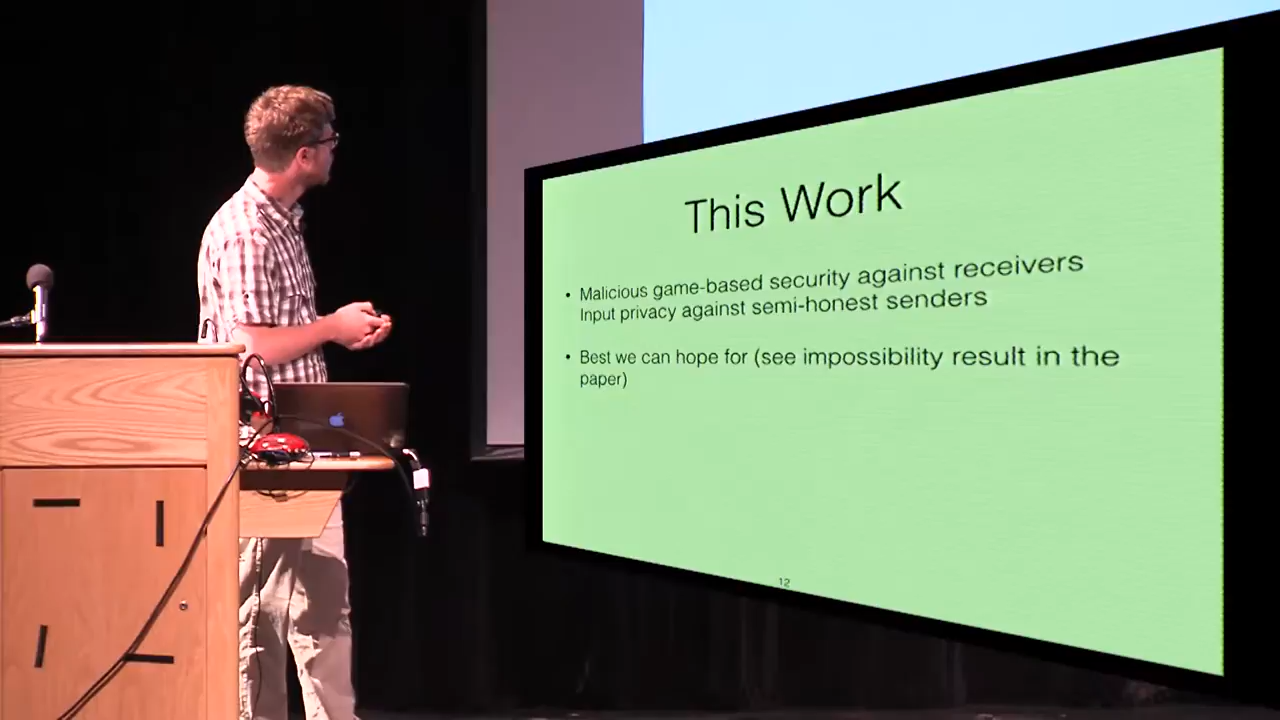 This Work
• Malicious game-based security against receivers
Input privacy against semi-honest senders
• Best we can hope for (see impossibility result in the
paper)
12